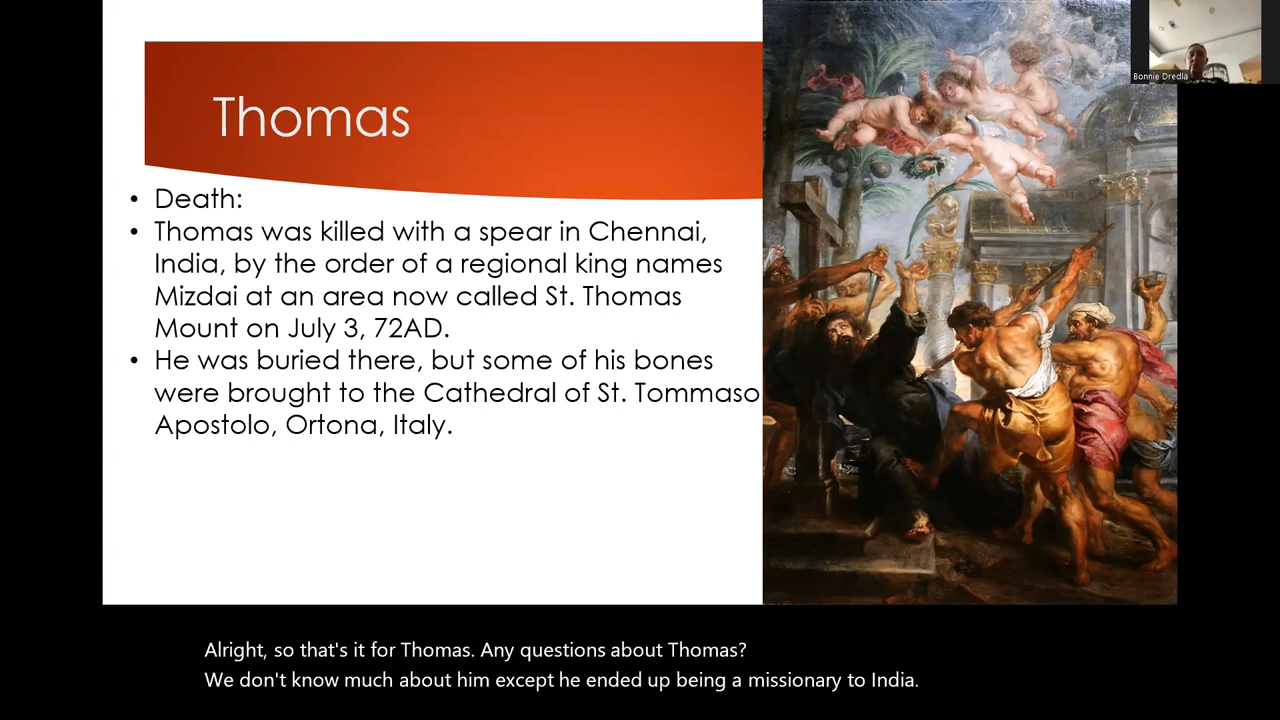 Thomas
• Death:
• Thomas was killed with a spear in Chennai,
India, by the order of a regional king names
Mizdai at an area now called St. Thomas
Mount on July 3, 72AD.
• He was buried there, but some of his bones
were brought to the Cathedral of St. Tommaso
Apostolo, Ortona, Italy.
Bonnie Dredla
Alright, so that's it for Thomas. Any questions about Thomas?
We don't know much about him except he ended up being a missionary to India.